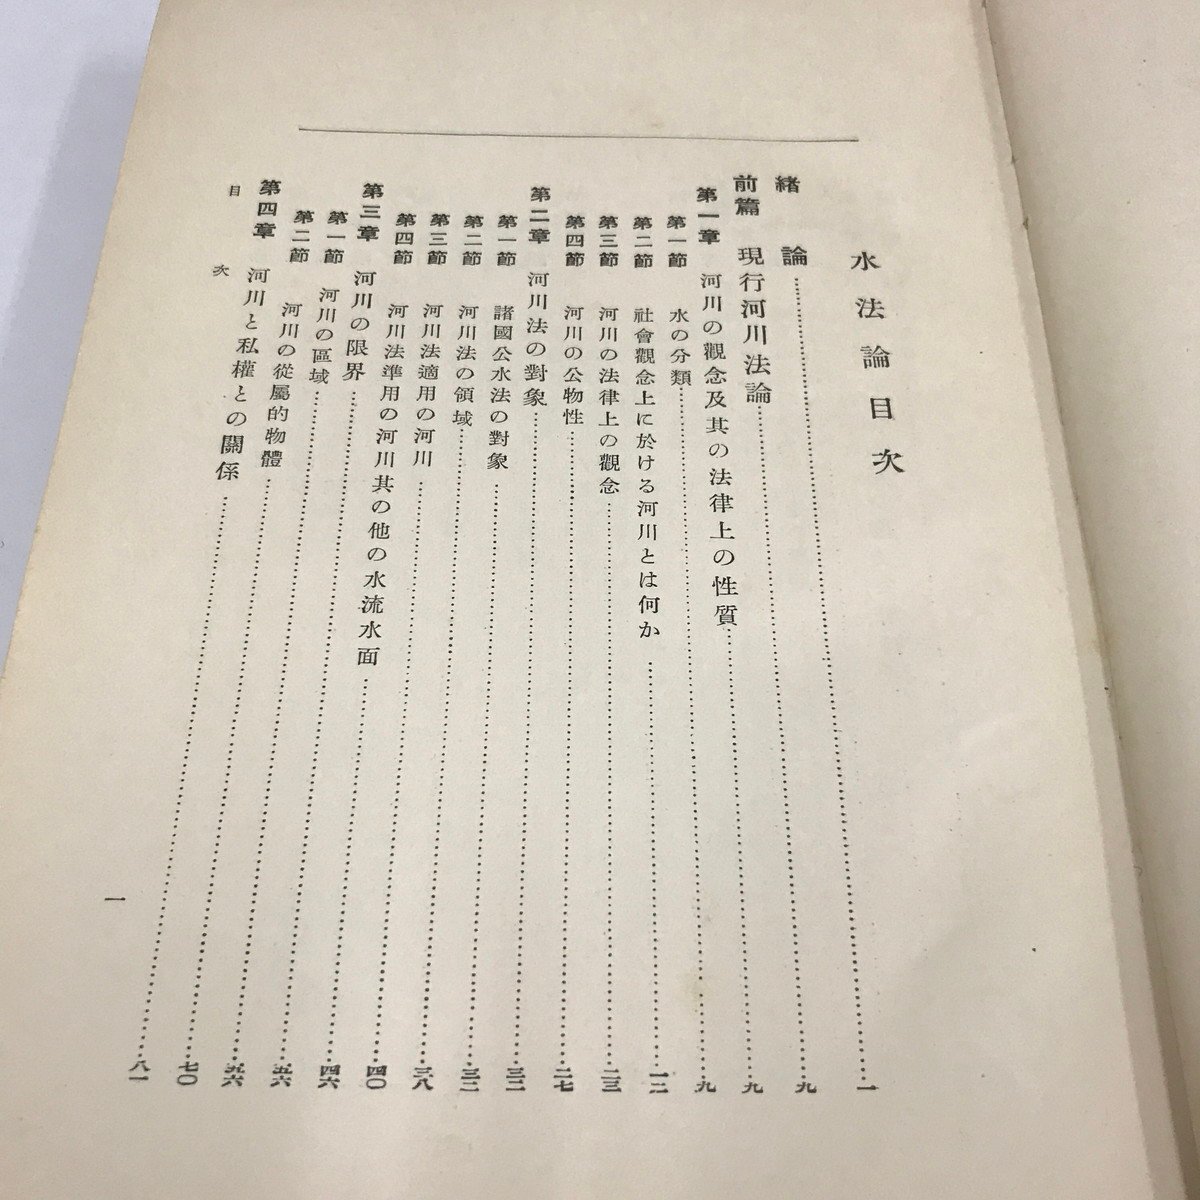 水法論目次
緒論……一
前篇 現行河川法論……九
第一章 河川の觀念及其の法律上の性質……九
第一節 水の分類……九
第二節 社會觀念上に於ける河川とは何か……一二
第三節 河川の法律上の觀念……二三
第四節 河川の公物性……二七
第二章 河川法の對象……三二
第一節 諸國公水法の對象……三二
第二節 河川法の領域……三八
第三節 河川法適用の河川……四〇
第四節 河川法準用の河川其の他の水流水面……四六
第三章 河川の限界……五六
第一節 河川の區域……五六
第二節 河川の從屬的物體……七〇
第四章 河川と私權との關係……八一
目次
一